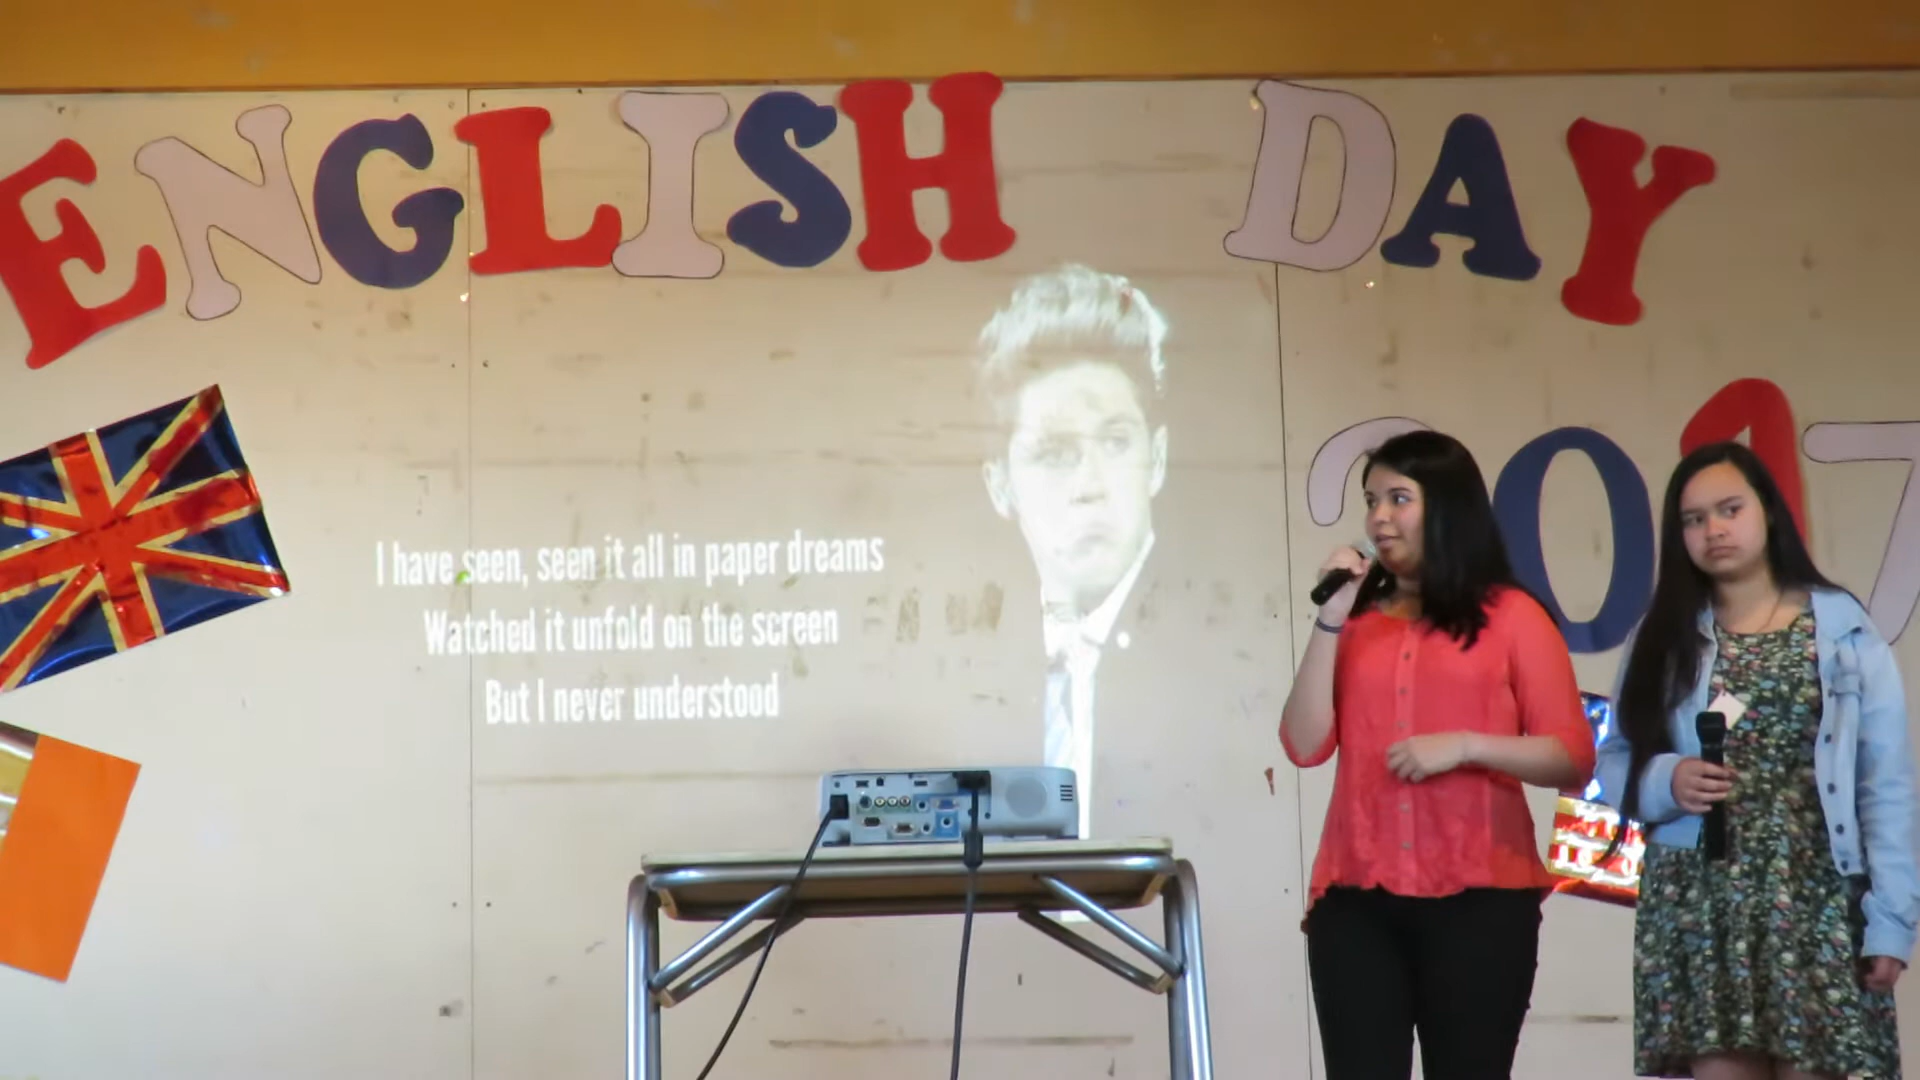 ENGLISH DAY
2017
I have seen, seen it all in paper dreams
Watched it unfold on the screen
But I never understood